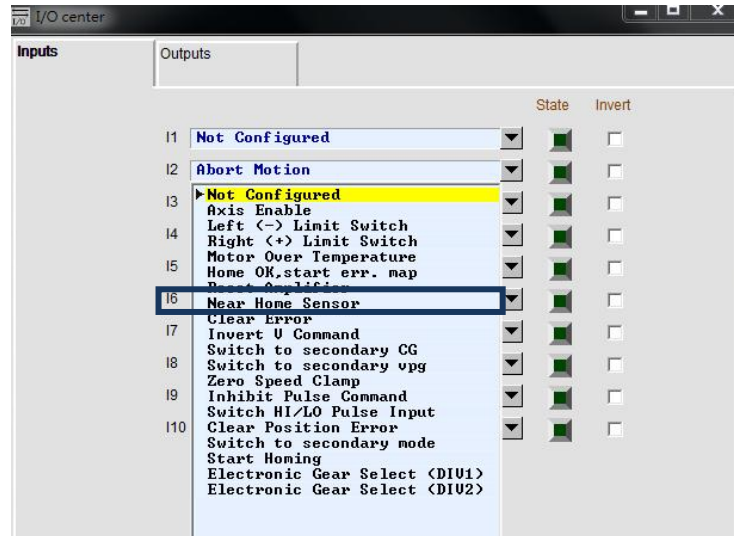 I/O center
Inputs
Outputs
State Invert
I1 Not Configured
I2 Abort Motion
I3
I4
I5
I6
I7
I8
I9
I10
Not Configured
Axis Enable
Left (-) Limit Switch
Right (+) Limit Switch
Motor Over Temperature
Home OK,start err. map
Reset Amplifier
Near Home Sensor
Clear Error
Invert V Command
Switch to secondary CG
Switch to secondary vpg
Zero Speed Clamp
Inhibit Pulse Command
Switch HI/LO Pulse Input
Clear Position Error
Switch to secondary mode
Start Homing
Electronic Gear Select (DIV1)
Electronic Gear Select (DIV2)